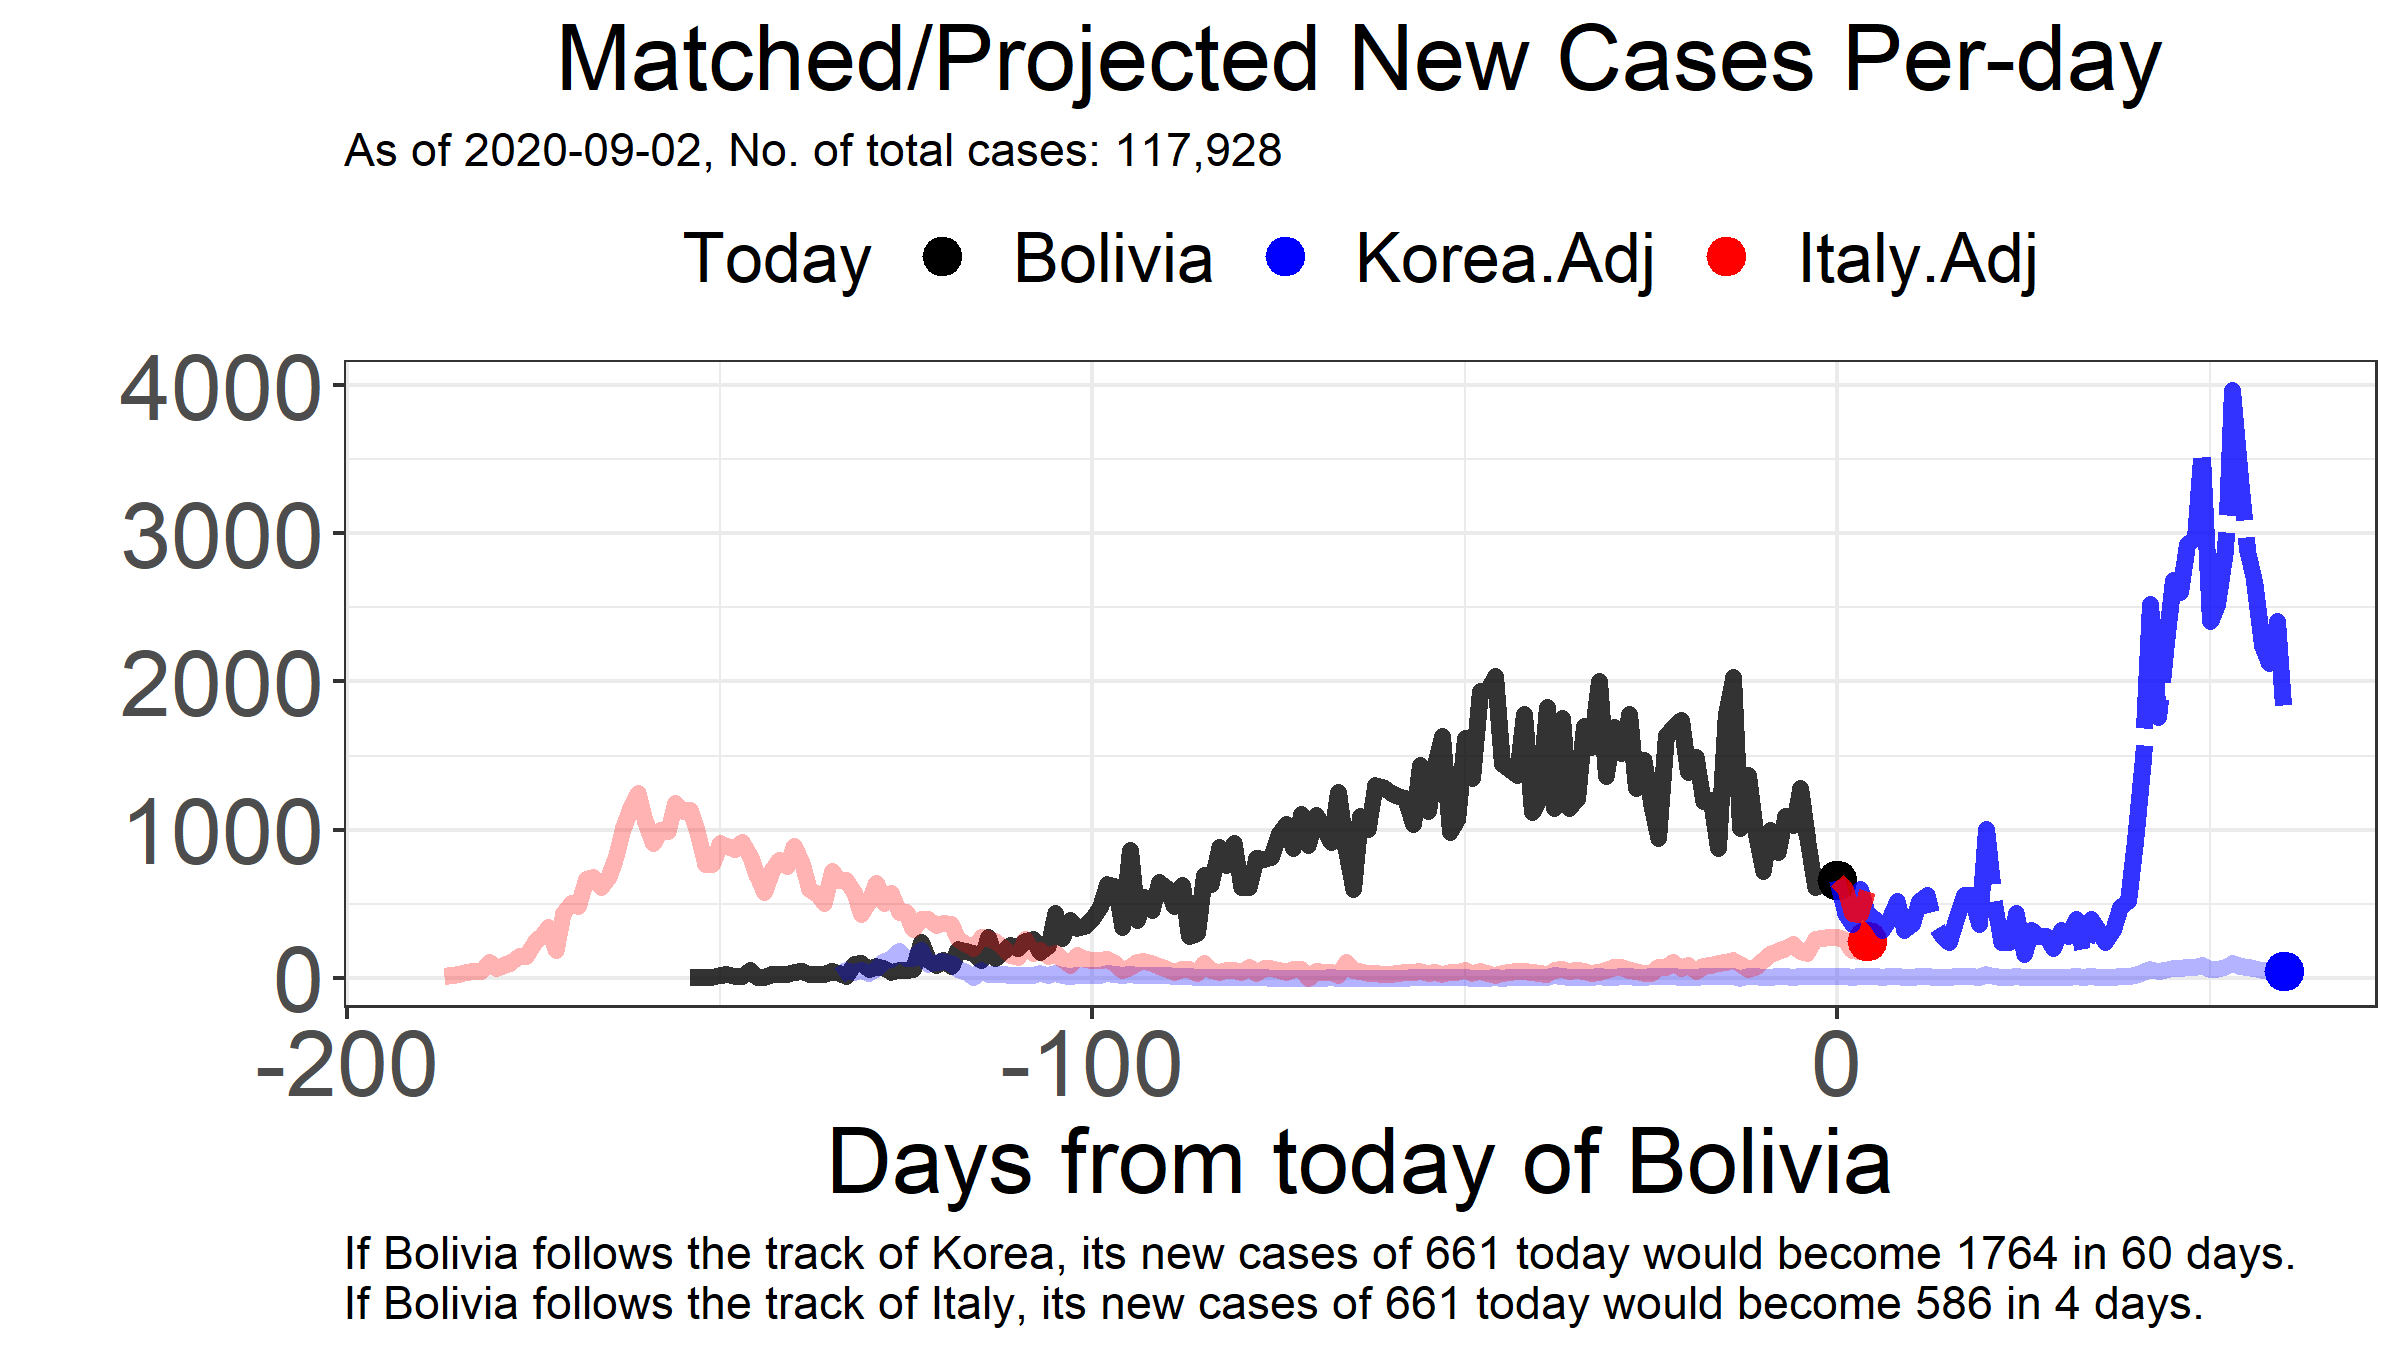 Matched/Projected New Cases Per-day
As of 2020-09-02, No. of total cases: 117,928
Today Bolivia Korea.Adj Italy.Adj
4000
3000
2000
1000
0
-200 -100 0
Days from today of Bolivia
If Bolivia follows the track of Korea, its new cases of 661 today would become 1764 in 60 days.
If Bolivia follows the track of Italy, its new cases of 661 today would become 586 in 4 days.